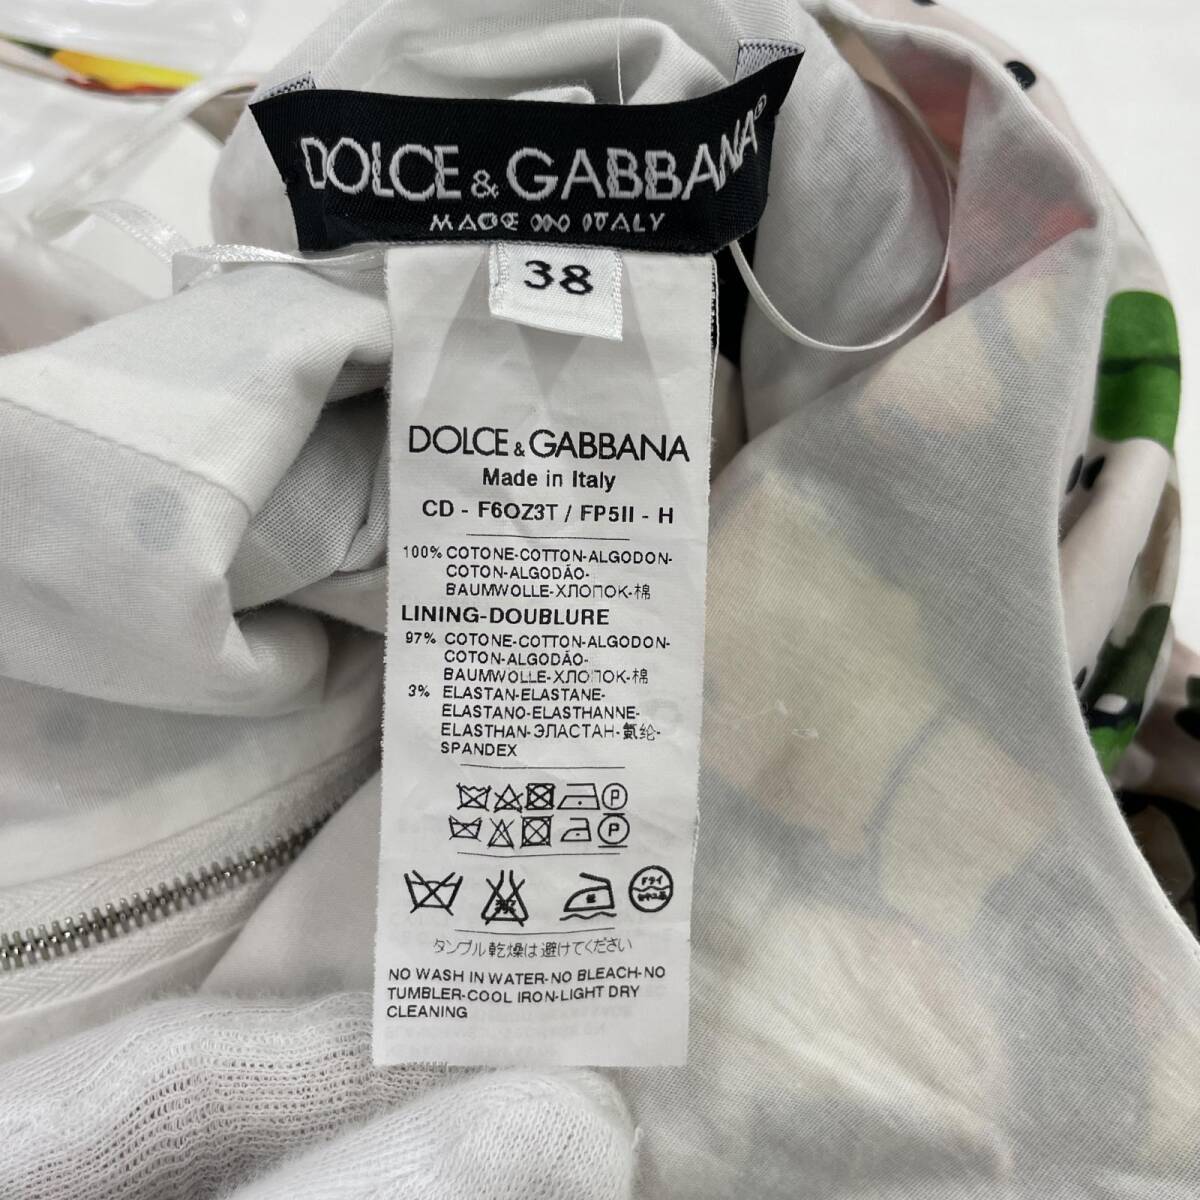 DOLCE & GABBANA®
MADE IN ITALY
38
DOLCE & GABBANA
Made in Italy
CD - F6OZ3T / FP5II - H
100% COTONE-COTTON-ALGODON-
COTON-ALGODÃO-
BAUMWOLLE-ХЛОПОК-棉
LINING-DOUBLURE
97% COTONE-COTTON-ALGODON-
COTON-ALGODÃO-
BAUMWOLLE-ХЛОПОК-棉
3% ELASTAN-ELASTANE-
ELASTANO-ELASTHANNE-
ELASTHAN-ЭЛАСТАН-氨纶-
SPANDEX
P
P
ドライ
タンブル乾燥は避けてください
NO WASH IN WATER-NO BLEACH-NO
TUMBLER-COOL IRON-LIGHT DRY
CLEANING